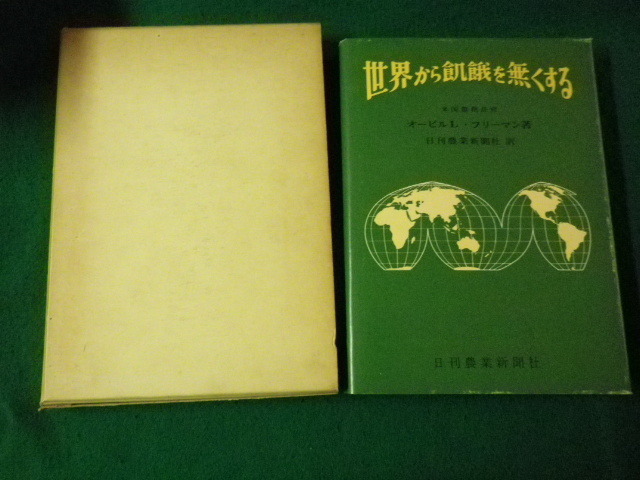 世界から飢餓を無くする
米国農務長官
オービルL・フリーマン著
日刊農業新聞社 訳
日刊農業新聞社